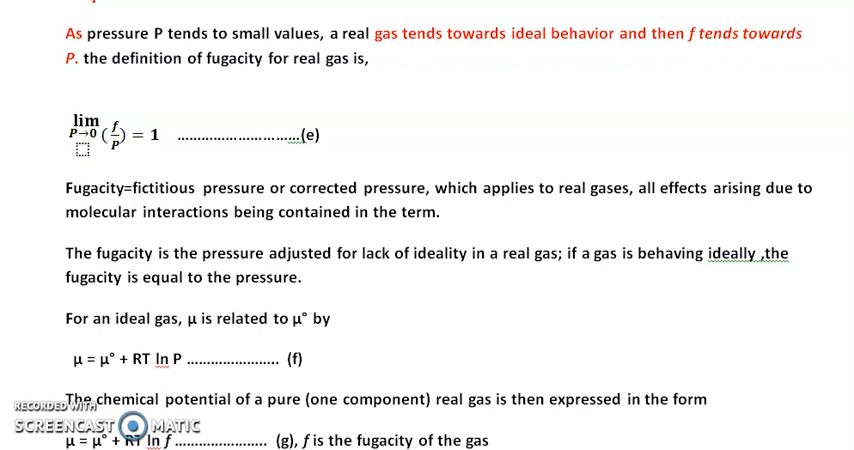 As pressure P tends to small values, a real gas tends towards ideal behavior and then f tends towards
P. the definition of fugacity for real gas is,
lim P→0 (f/P) = 1 ..............................(e)
Fugacity=fictitious pressure or corrected pressure, which applies to real gases, all effects arising due to
molecular interactions being contained in the term.
The fugacity is the pressure adjusted for lack of ideality in a real gas; if a gas is behaving ideally ,the
fugacity is equal to the pressure.
For an ideal gas, μ is related to μ° by
μ = μ° + RT ln P ....................... (f)
The chemical potential of a pure (one component) real gas is then expressed in the form
RECORDED WITH
SCREENCAST MATIC
μ = μ° + RT ln f ....................... (g), f is the fugacity of the gas